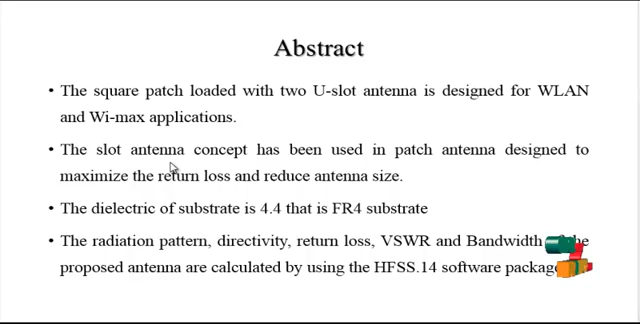 Abstract
• The square patch loaded with two U-slot antenna is designed for WLAN
and Wi-max applications.
• The slot antenna concept has been used in patch antenna designed to
maximize the return loss and reduce antenna size.
• The dielectric of substrate is 4.4 that is FR4 substrate
• The radiation pattern, directivity, return loss, VSWR and Bandwidth
proposed antenna are calculated by using the HFSS.14 software package